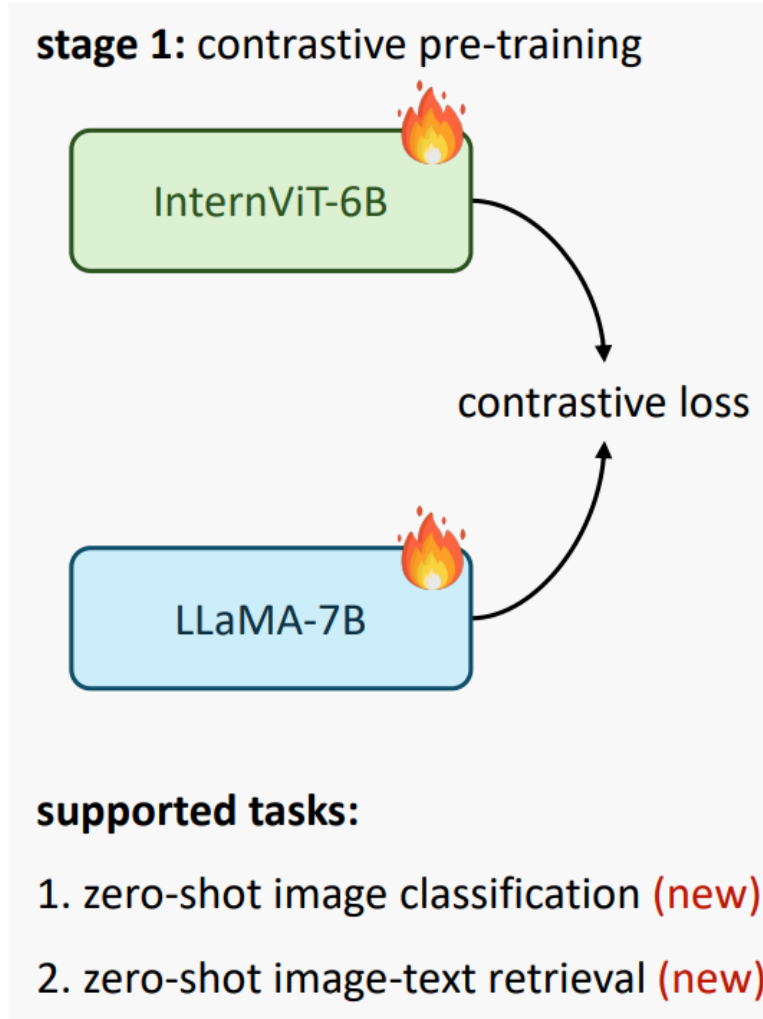 stage 1: contrastive pre-training
InternViT-6B
contrastive loss
LLaMA-7B
supported tasks:
1. zero-shot image classification (new)
2. zero-shot image-text retrieval (new)